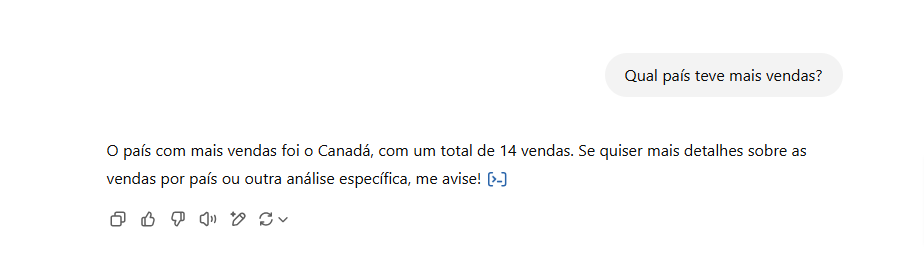 Qual país teve mais vendas?
O país com mais vendas foi o Canadá, com um total de 14 vendas. Se quiser mais detalhes sobre as
vendas por país ou outra análise específica, me avise!